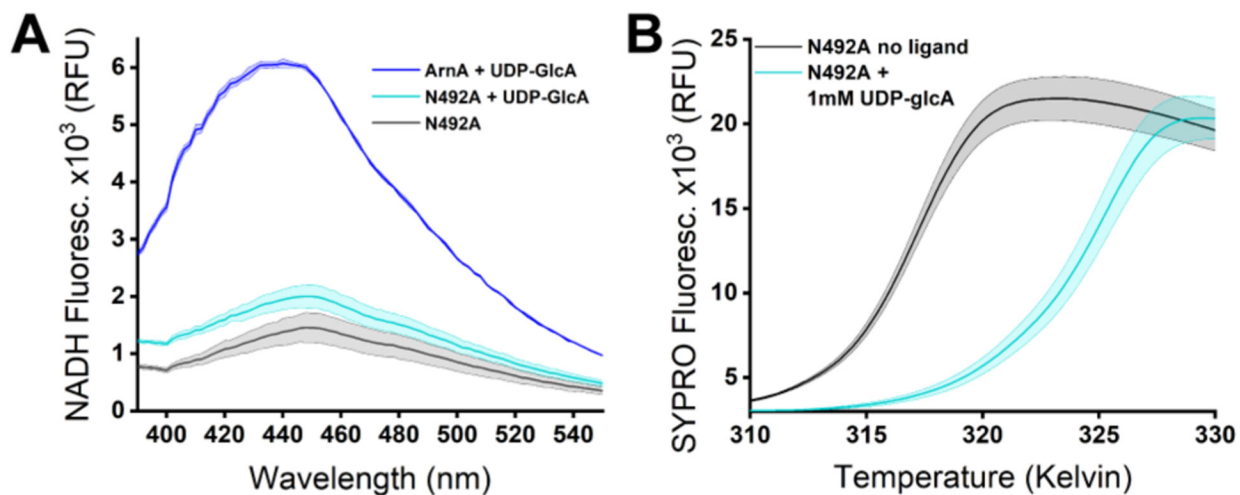 A
NADH Fluoresc. x10³ (RFU)
6
5
4
3
2
1
0
ArnA + UDP-GlcA
N492A + UDP-GlcA
N492A
400 420 440 460 480 500 520 540
Wavelength (nm)
B
SYPRO Fluoresc. x10³ (RFU)
25
20
15
10
5
N492A no ligand
N492A +
1mM UDP-glcA
310 315 320 325 330
Temperature (Kelvin)